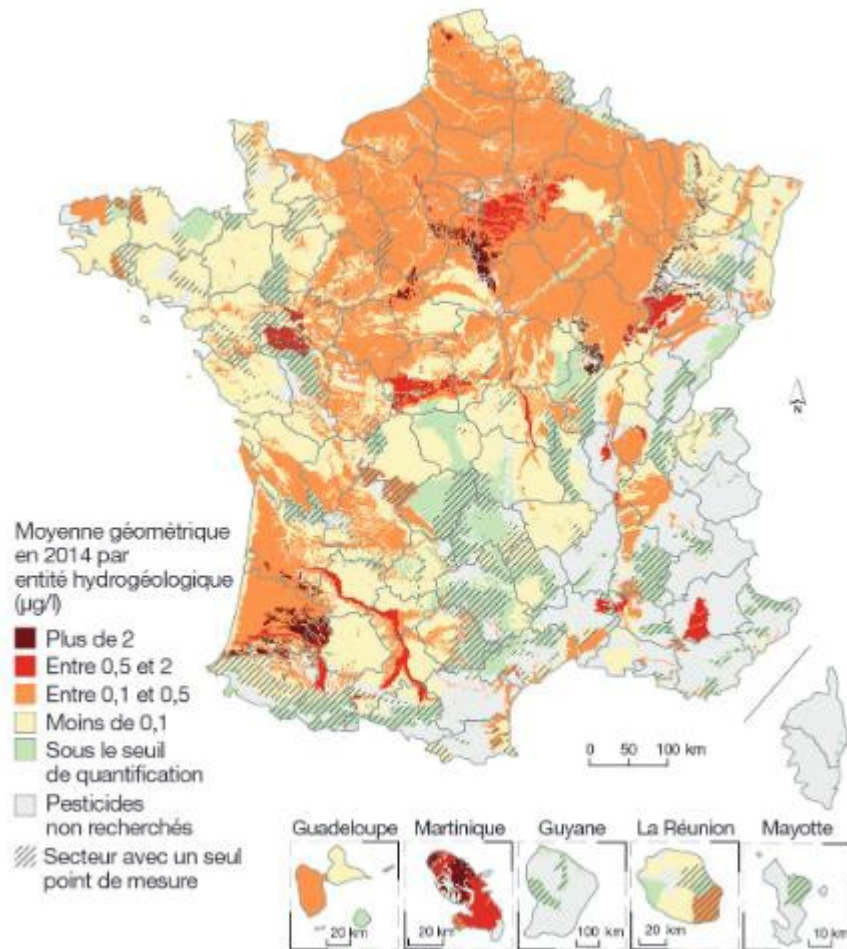 Moyenne géométrique
en 2014 par
entité hydrogéologique
(µg/l)
Plus de 2
Entre 0,5 et 2
Entre 0,1 et 0,5
Moins de 0,1
Sous le seuil
de quantification
Pesticides
non recherchés
Secteur avec un seul
point de mesure
N
0 50 100 km
Guadeloupe Martinique Guyane La Réunion Mayotte
20 km 20 km 100 km 20 km 10 km